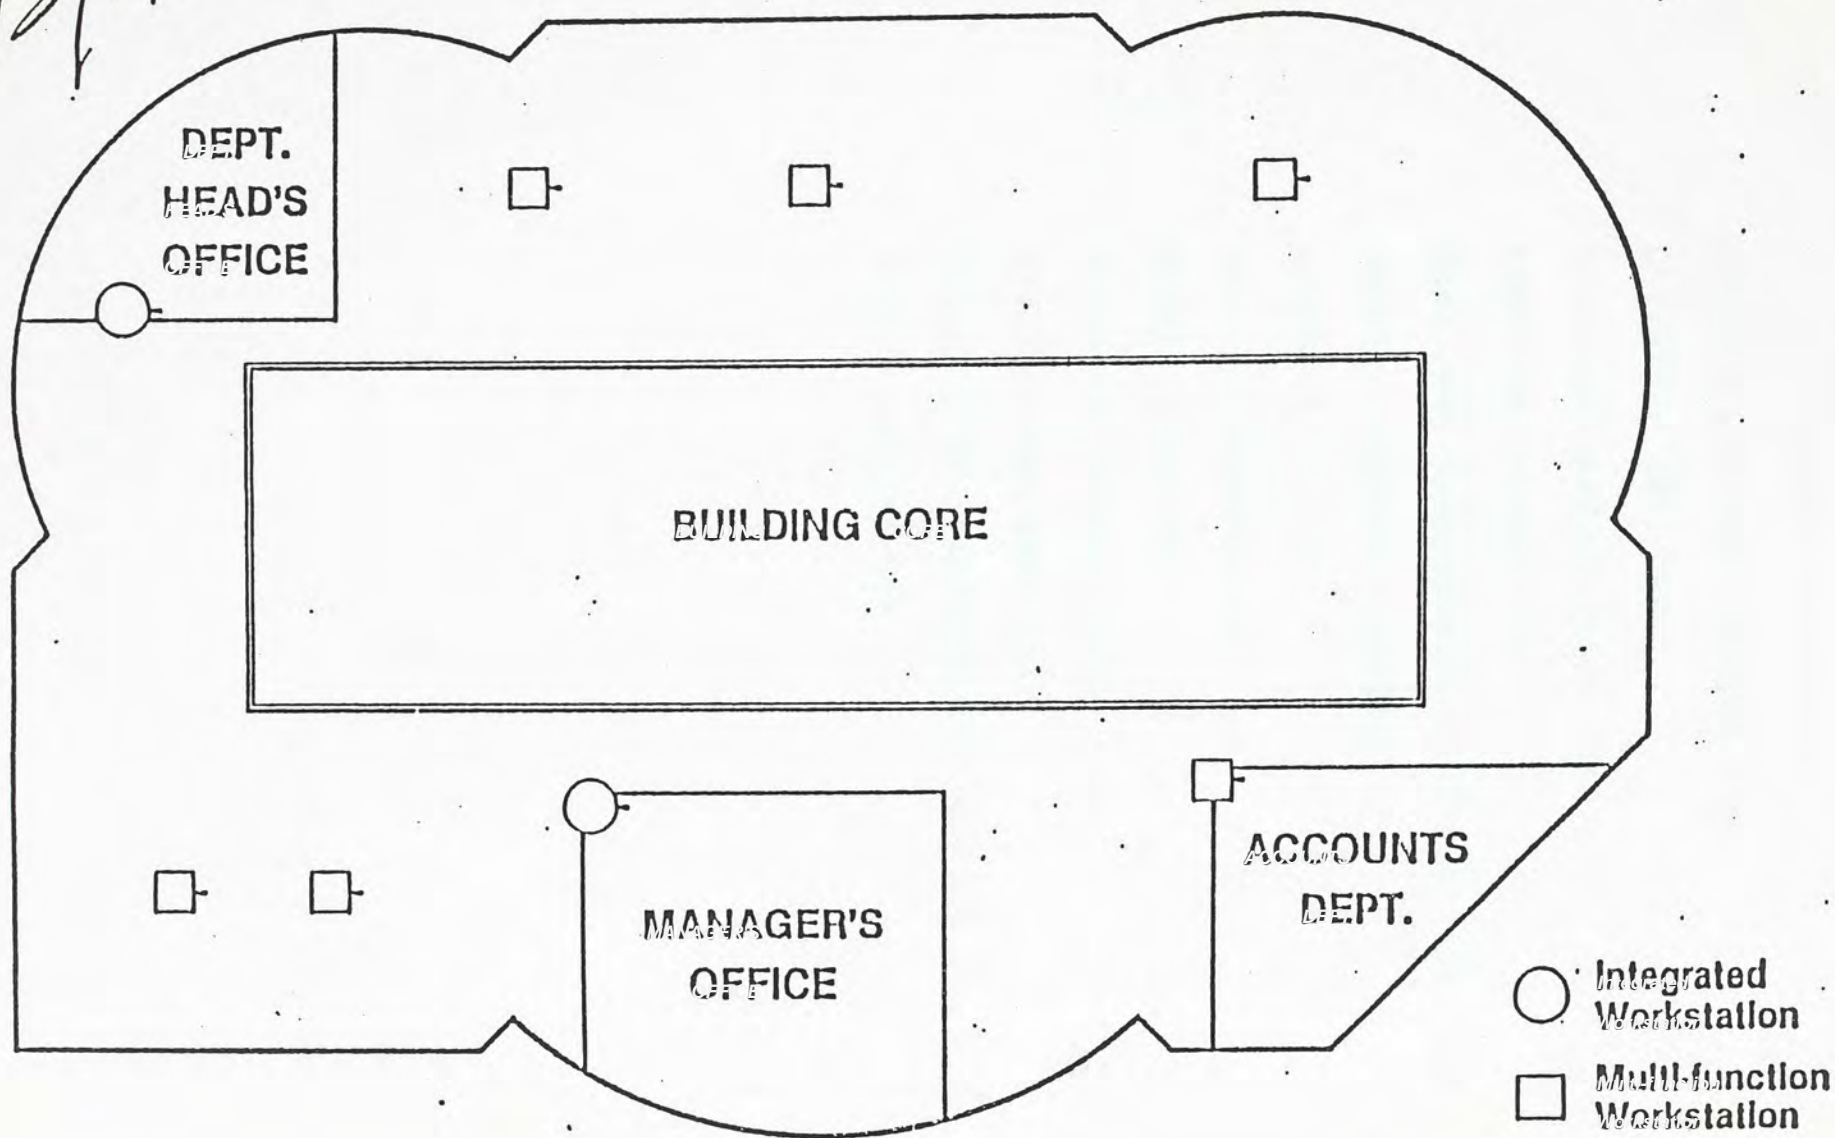 DEPT.
HEAD'S
OFFICE
BUILDING CORE
MANAGER'S
OFFICE
ACCOUNTS
DEPT.
Integrated
Workstation
Multi-function
Workstation